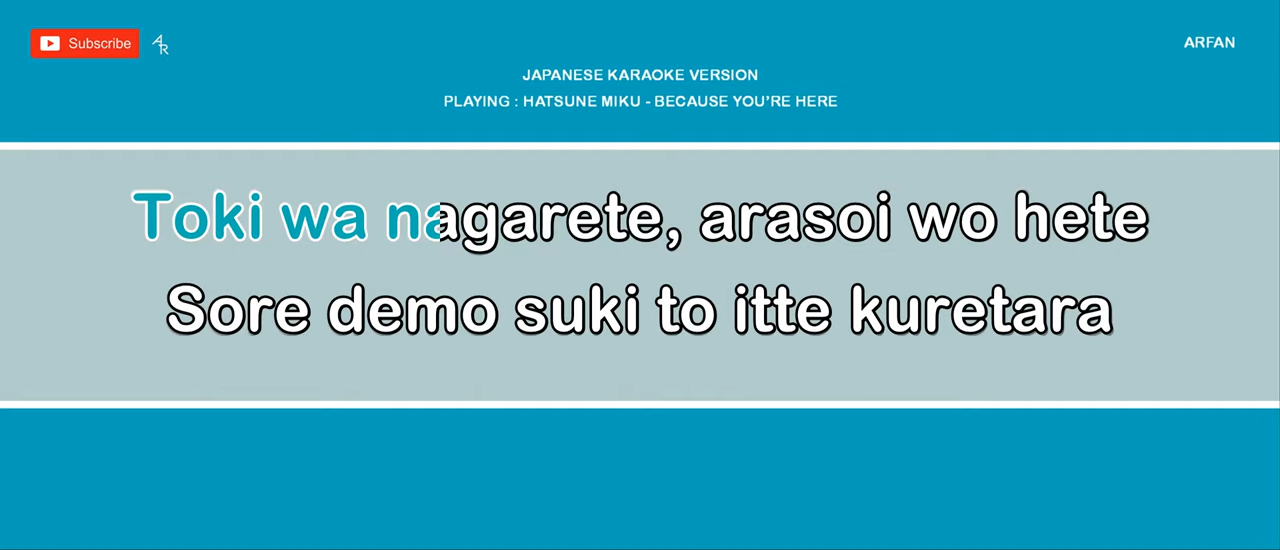 Subscribe
AR
ARFAN
JAPANESE KARAOKE VERSION
PLAYING : HATSUNE MIKU - BECAUSE YOU'RE HERE
Toki wa nagarete, arasoi wo hete
Sore demo suki to itte kuretara